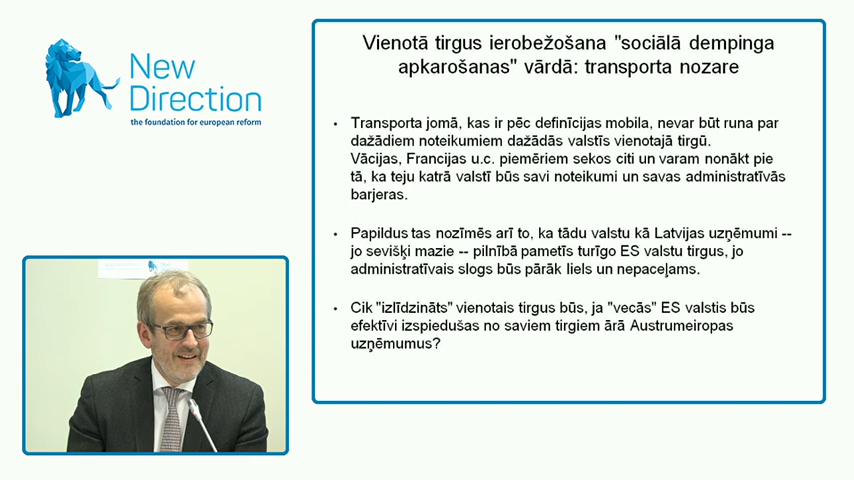 New
Direction
the foundation for european reform
Vienotā tirgus ierobežošana "sociālā dempinga
apkarošanas" vārdā: transporta nozare
• Transporta jomā, kas ir pēc definīcijas mobila, nevar būt runa par
dažādiem noteikumiem dažādās valstīs vienotajā tirgū.
Vācijas, Francijas u.c. piemēriem sekos citi un varam nonākt pie
tā, ka teju katrā valstī būs savi noteikumi un savas administratīvās
barjeras.
• Papildus tas nozīmēs arī to, ka tādu valstu kā Latvijas uzņēmumi --
jo sevišķi mazie -- pilnībā pametīs turīgo ES valstu tirgus, jo
administratīvais slogs būs pārāk liels un nepaceļams.
• Cik "izlīdzināts" vienotais tirgus būs, ja "vecās" ES valstis būs
efektīvi izspiedušas no saviem tirgiem ārā Austrumeiropas
uzņēmumus?